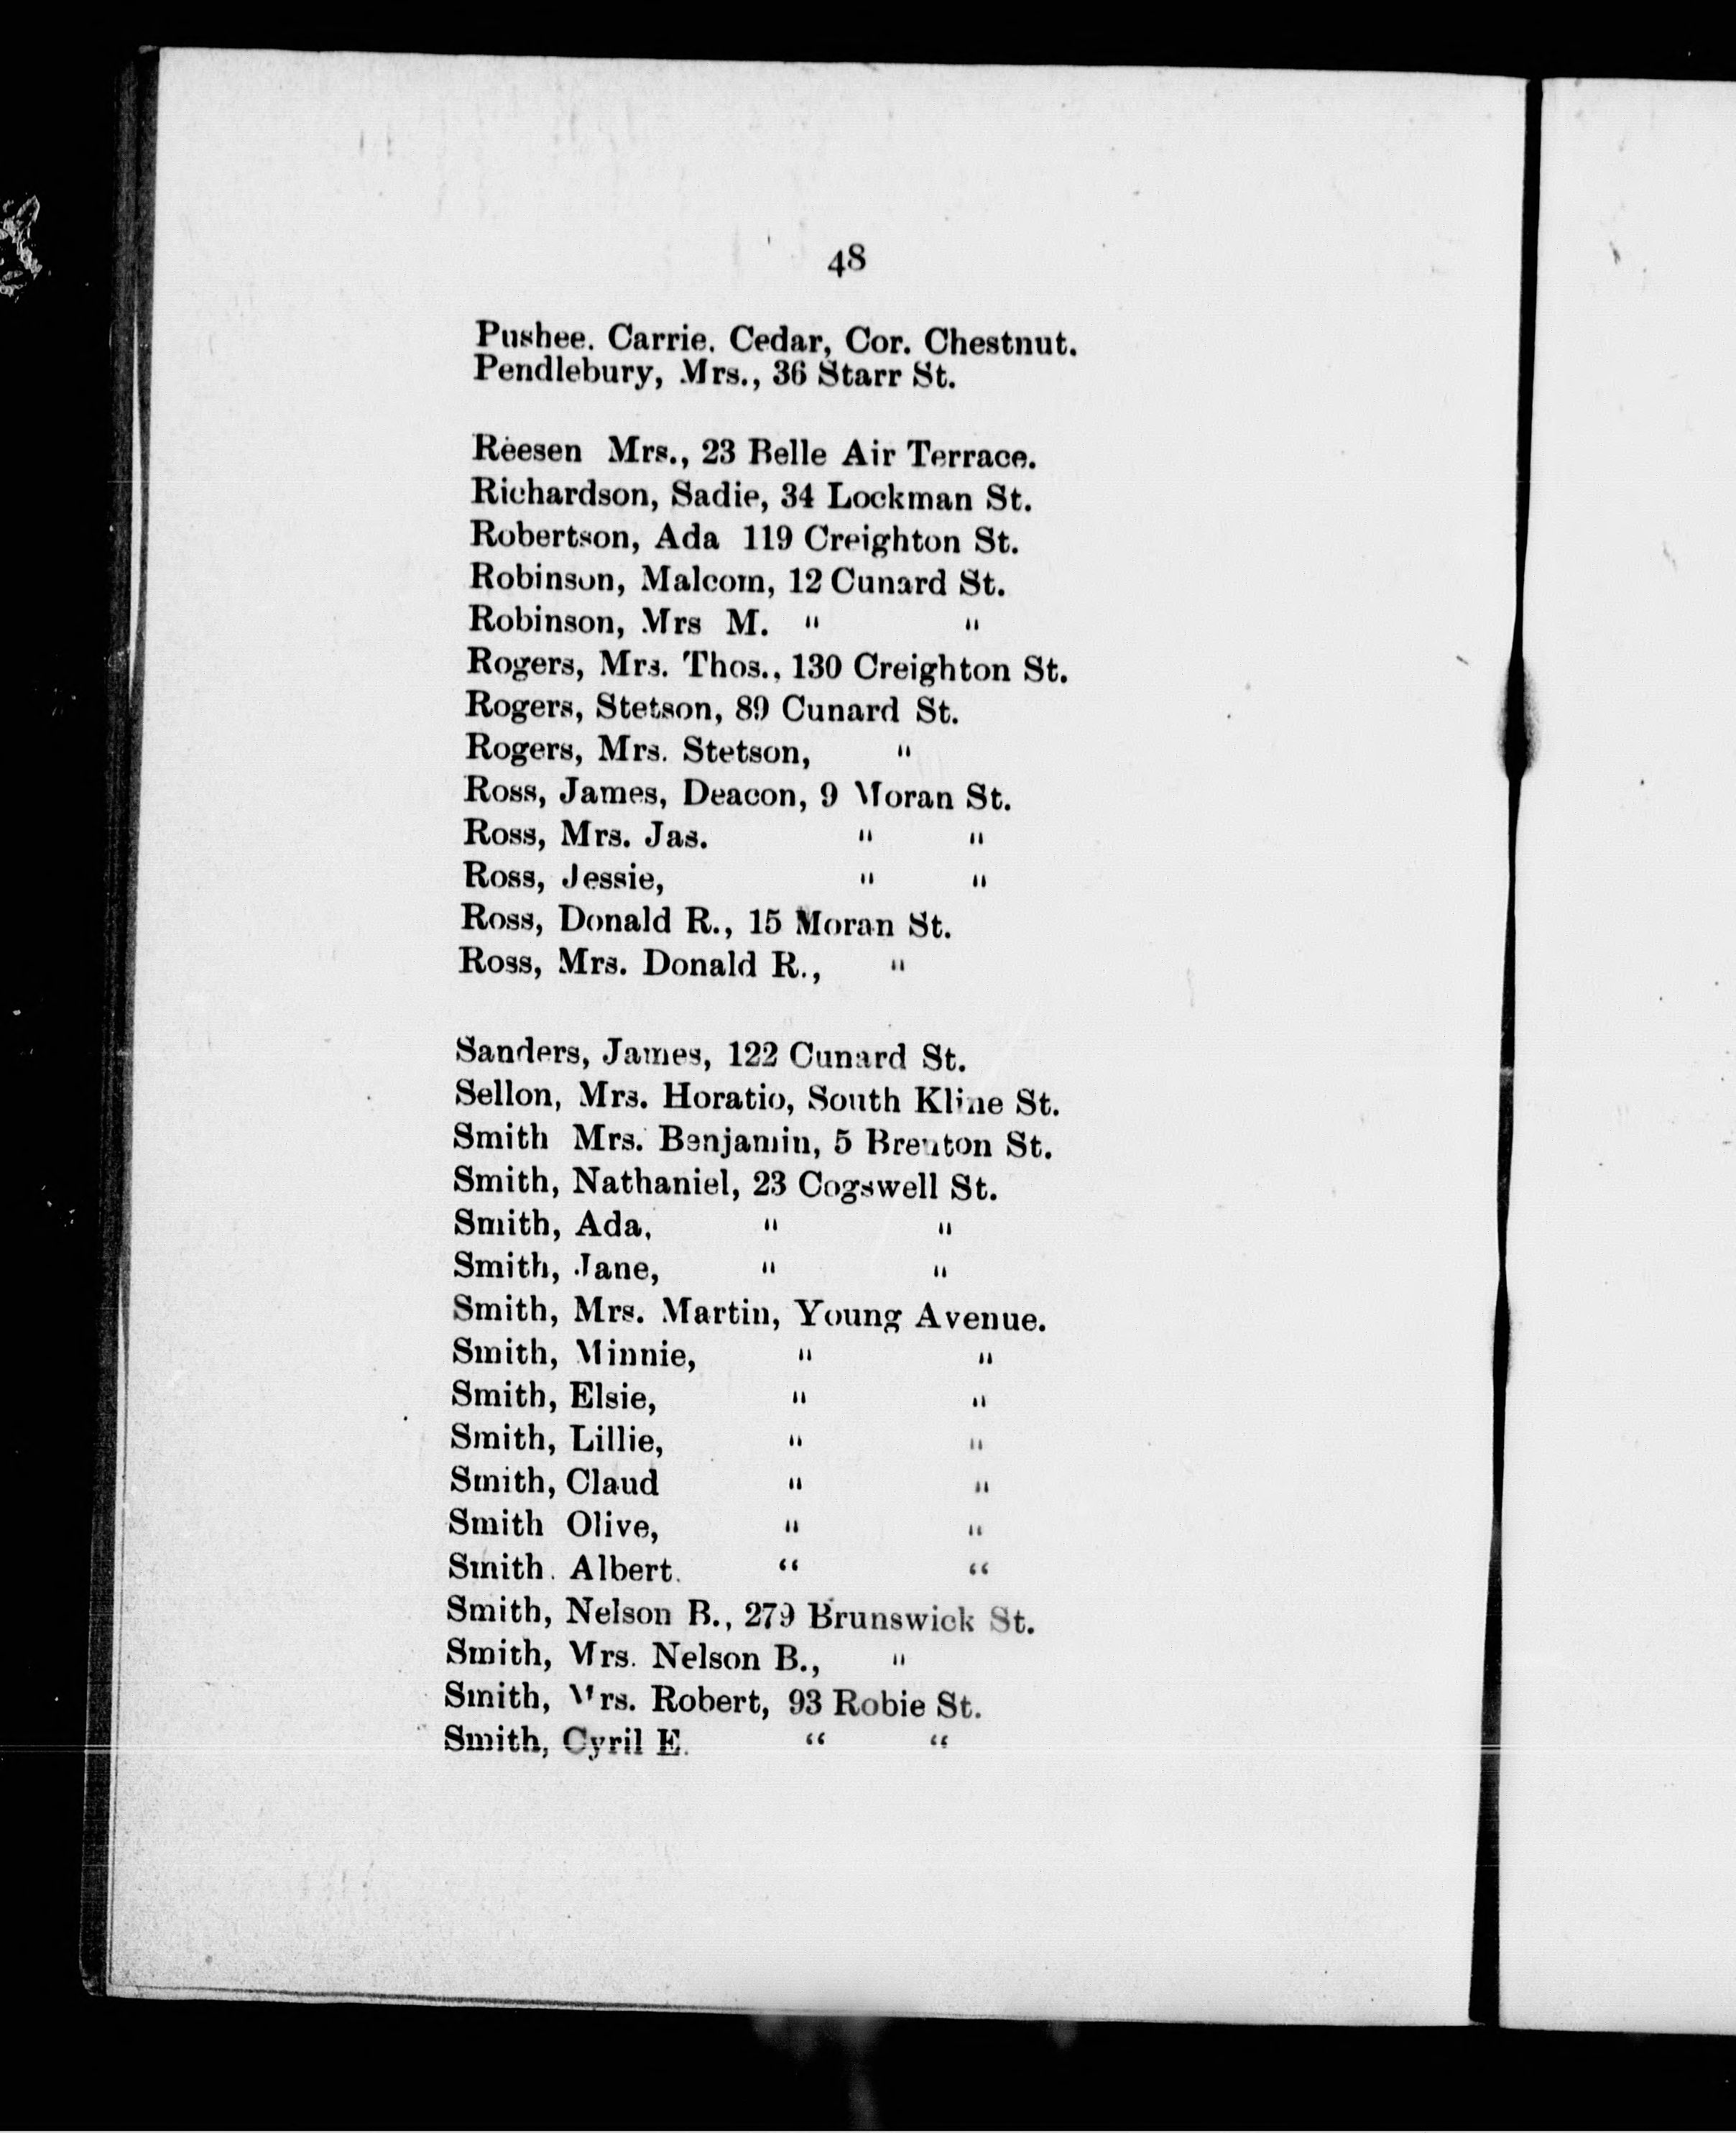 48
Pushee. Carrie. Cedar, Cor. Chestnut.
Pendlebury, Mrs., 36 Starr St.
Reesen Mrs., 23 Belle Air Terrace.
Richardson, Sadie, 34 Lockman St.
Robertson, Ada 119 Creighton St.
Robinson, Malcom, 12 Cunard St.
Robinson, Mrs M. " "
Rogers, Mrs. Thos., 130 Creighton St.
Rogers, Stetson, 89 Cunard St.
Rogers, Mrs. Stetson, "
Ross, James, Deacon, 9 Moran St.
Ross, Mrs. Jas. " "
Ross, Jessie, " "
Ross, Donald R., 15 Moran St.
Ross, Mrs. Donald R., "
Sanders, James, 122 Cunard St.
Sellon, Mrs. Horatio, South Kline St.
Smith Mrs. Benjamin, 5 Brenton St.
Smith, Nathaniel, 23 Cogswell St.
Smith, Ada, " "
Smith, Jane, " "
Smith, Mrs. Martin, Young Avenue.
Smith, Minnie, " "
Smith, Elsie, " "
Smith, Lillie, " "
Smith, Claud " "
Smith Olive, " "
Smith. Albert. “ “
Smith, Nelson B., 279 Brunswick St.
Smith, Mrs. Nelson B., "
Smith, Mrs. Robert, 93 Robie St.
Smith, Cyril E. “ “